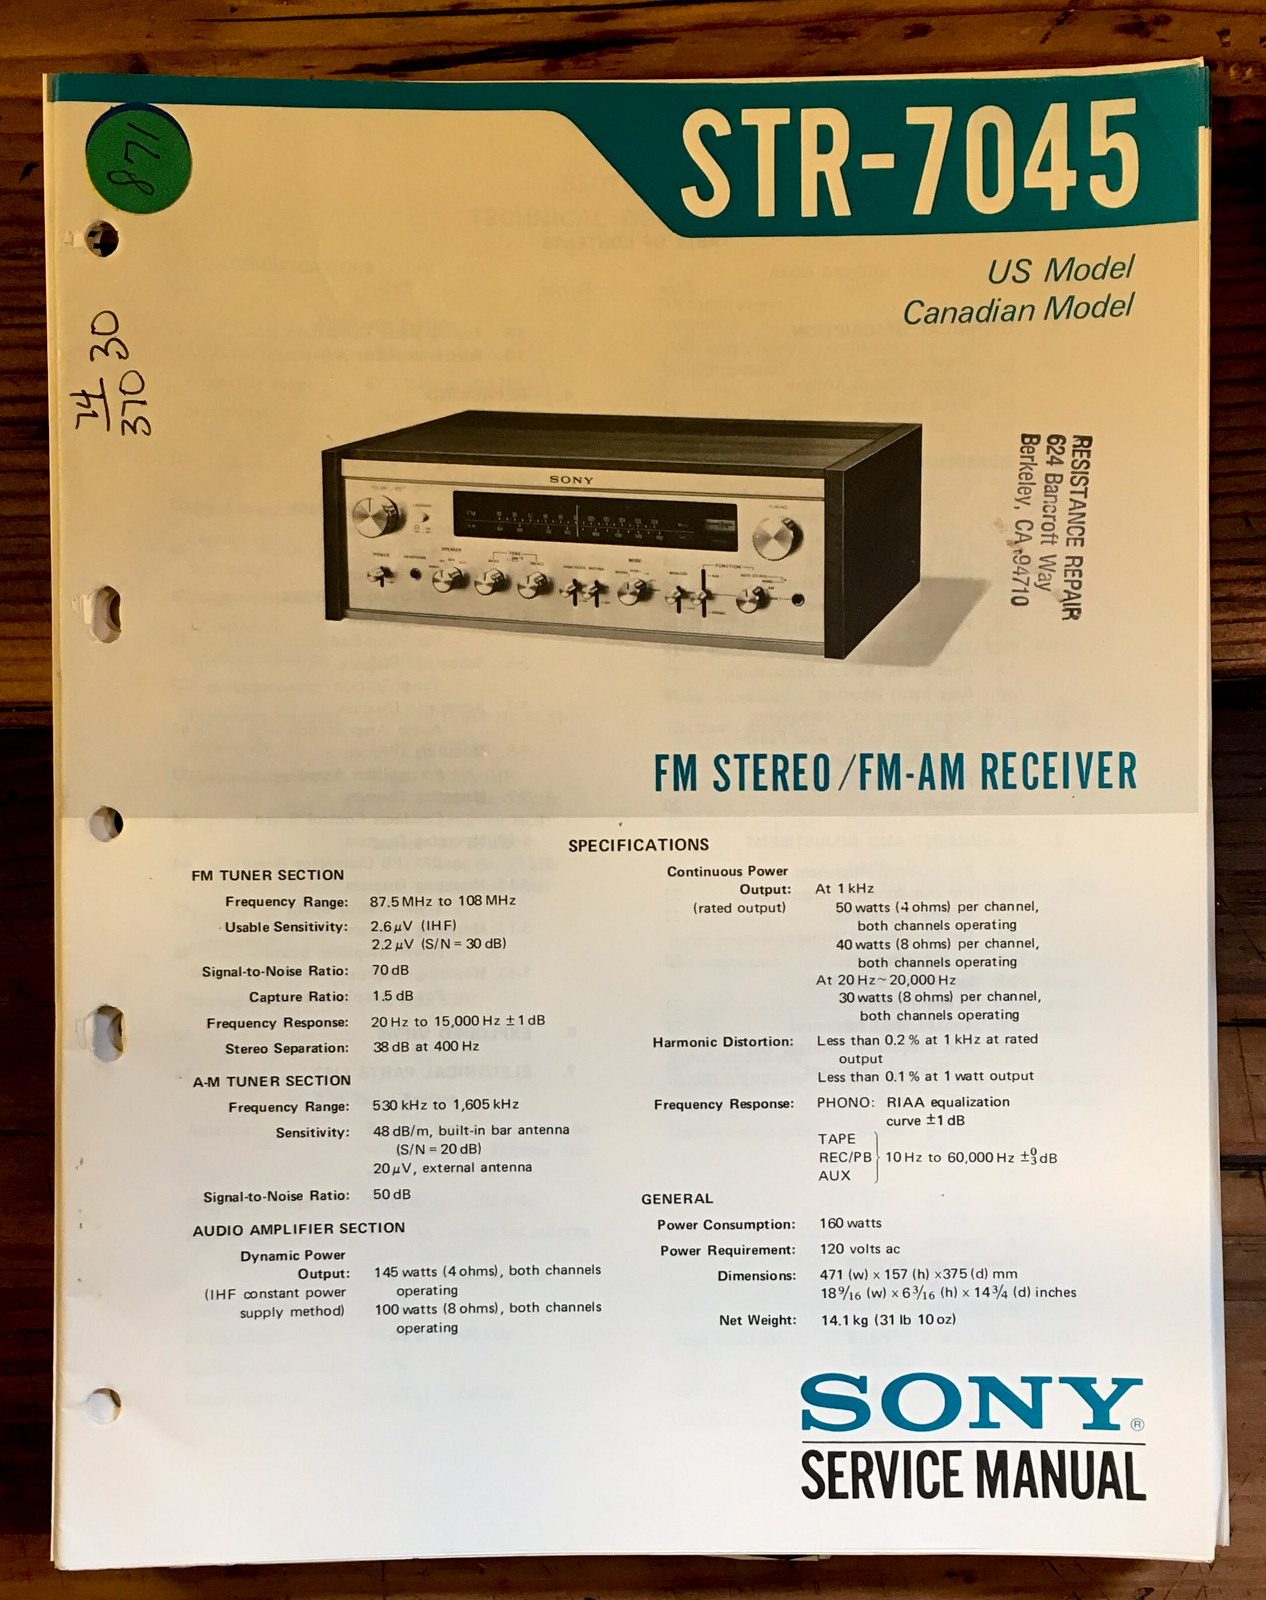 871
STR-7045
US Model
Canadian Model
30
74
370
RESISTANCE REPAIR
624 Bancroft Way
Berkeley, CA 94710
SONY
TUNING
POWER
HEADPHONE
SPEAKER
TONE
MODE
MONITOR
FUNCTION
FM STEREO/FM-AM RECEIVER
SPECIFICATIONS
FM TUNER SECTION
Frequency Range: 87.5 MHz to 108 MHz
Usable Sensitivity: 2.6 µV (IHF)
2.2 µV (S/N = 30 dB)
Signal-to-Noise Ratio: 70 dB
Capture Ratio: 1.5 dB
Frequency Response: 20 Hz to 15,000 Hz ±1 dB
Stereo Separation: 38 dB at 400 Hz
A-M TUNER SECTION
Frequency Range: 530 kHz to 1,605 kHz
Sensitivity: 48 dB/m, built-in bar antenna
(S/N = 20 dB)
20 µV, external antenna
Signal-to-Noise Ratio: 50 dB
AUDIO AMPLIFIER SECTION
Dynamic Power
Output: 145 watts (4 ohms), both channels
(IHF constant power operating
supply method) 100 watts (8 ohms), both channels
operating
Continuous Power
Output: At 1 kHz
(rated output) 50 watts (4 ohms) per channel,
both channels operating
40 watts (8 ohms) per channel,
both channels operating
At 20 Hz~20,000 Hz
30 watts (8 ohms) per channel,
both channels operating
Harmonic Distortion: Less than 0.2 % at 1 kHz at rated
output
Less than 0.1 % at 1 watt output
Frequency Response: PHONO: RIAA equalization
curve ±1 dB
TAPE
REC/PB 10 Hz to 60,000 Hz ±0/3 dB
AUX
GENERAL
Power Consumption: 160 watts
Power Requirement: 120 volts ac
Dimensions: 471 (w) x 157 (h) x 375 (d) mm
18 9/16 (w) x 6 3/16 (h) x 14 3/4 (d) inches
Net Weight: 14.1 kg (31 lb 10 oz)
SONY®
SERVICE MANUAL